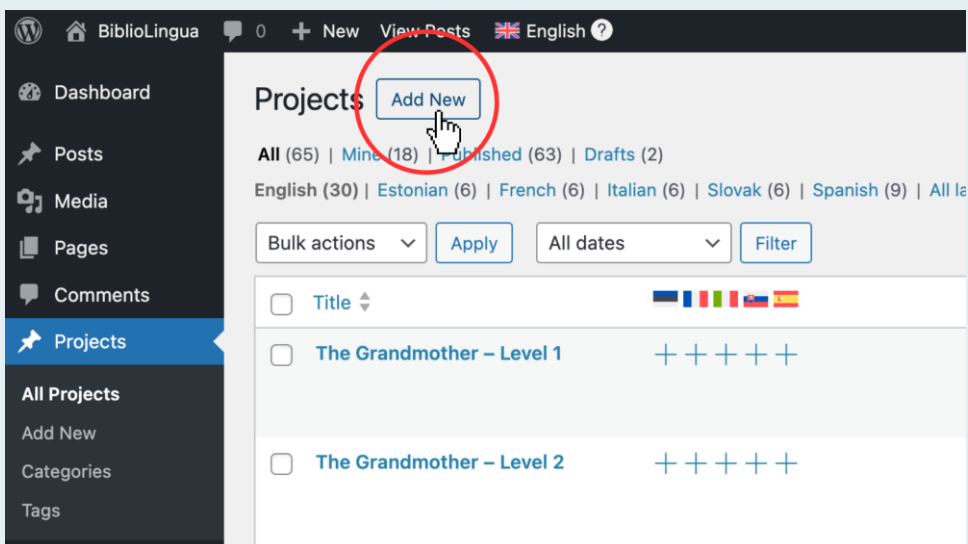 BiblioLingua 0 New View Posts English ?
Dashboard
Posts
Media
Pages
Comments
Projects
All Projects
Add New
Categories
Tags
Projects Add New
All (65) | Mine (18) | Published (63) | Drafts (2)
English (30) | Estonian (6) | French (6) | Italian (6) | Slovak (6) | Spanish (9) | All la
Bulk actions Apply All dates Filter
Title
The Grandmother – Level 1
The Grandmother – Level 2